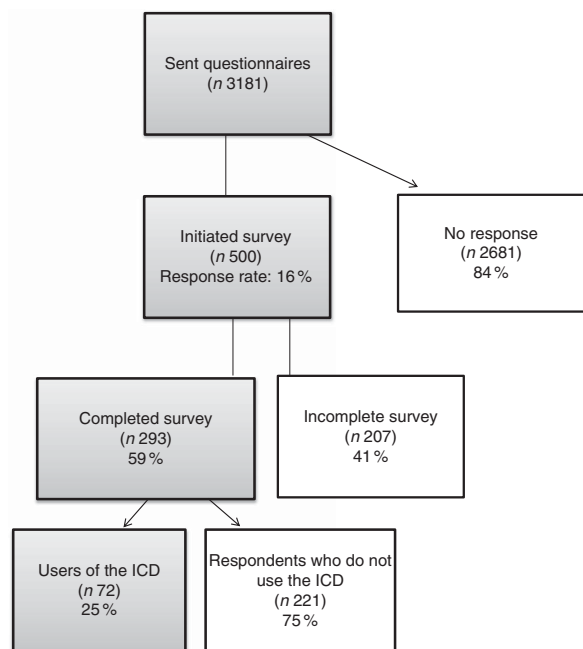 Sent questionnaires
(n 3181)
Initiated survey
(n 500)
Response rate: 16 %
No response
(n 2681)
84 %
Completed survey
(n 293)
59 %
Incomplete survey
(n 207)
41 %
Users of the ICD
(n 72)
25 %
Respondents who do not
use the ICD
(n 221)
75 %